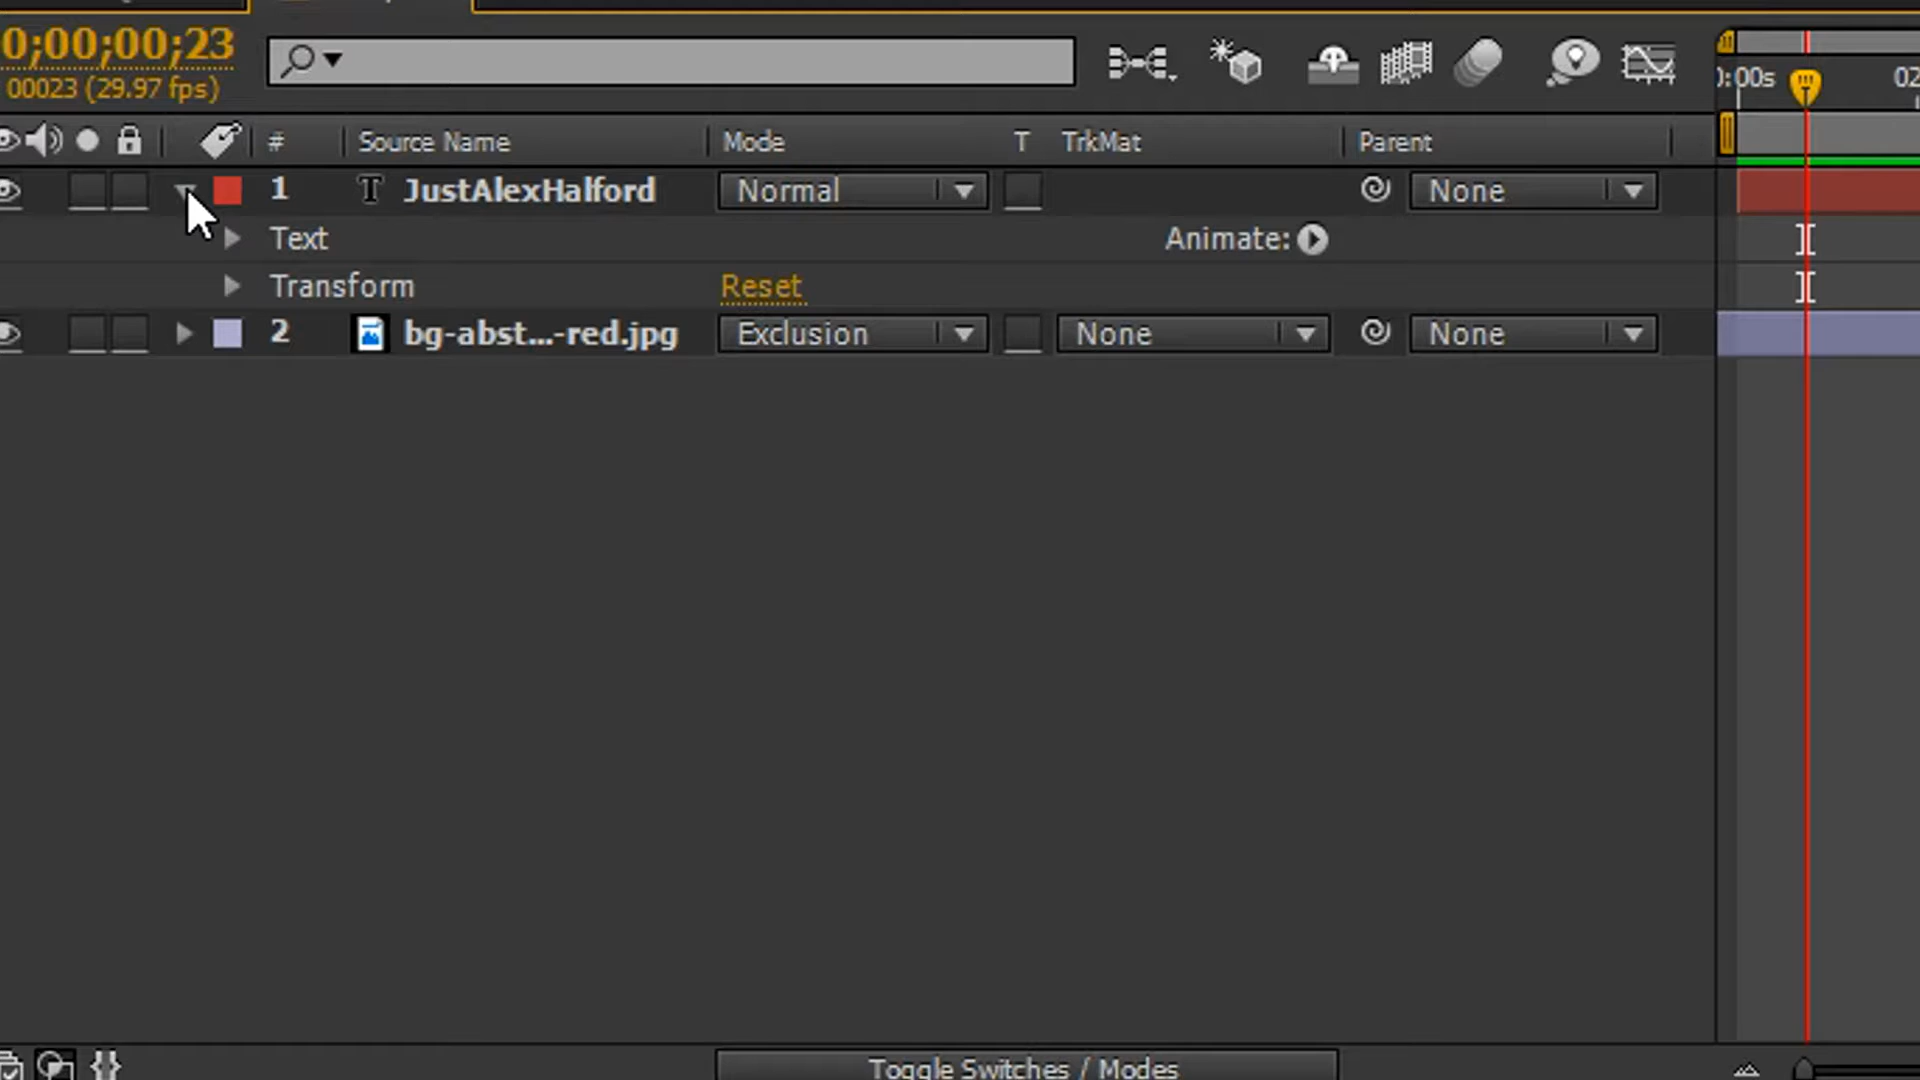 0;00;00;23
00023 (29.97 fps)
):00s
02
# Source Name Mode T TrkMat Parent
1 T JustAlexHalford Normal None
Text Animate:
Transform Reset
2 bg-abst...-red.jpg Exclusion None None
Toggle Switches / Modes